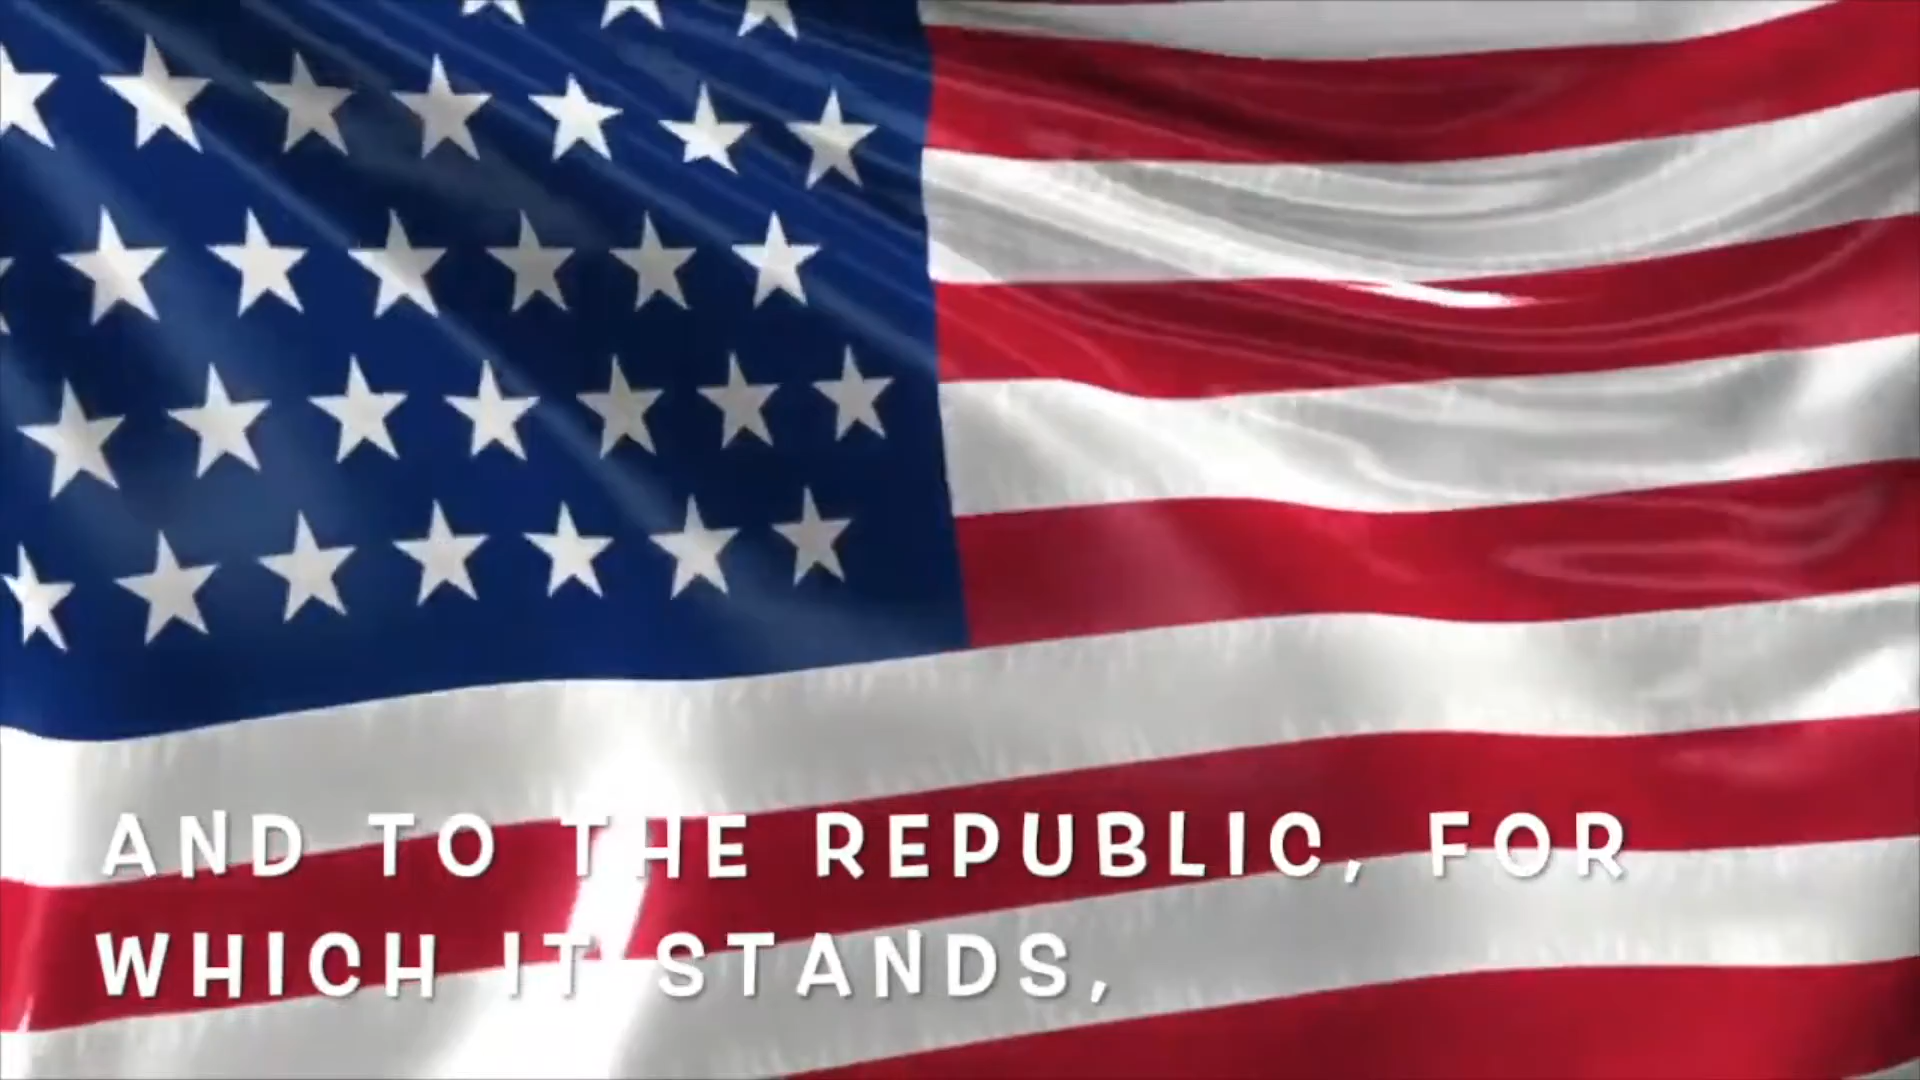 AND TO THE REPUBLIC, FOR
WHICH IT STANDS,